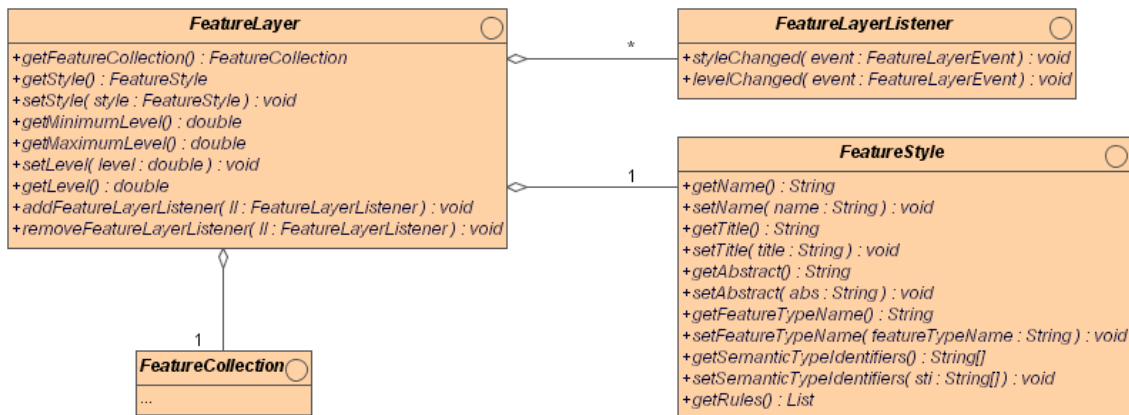 FeatureLayer
+getFeatureCollection() : FeatureCollection
+getStyle() : FeatureStyle
+setStyle( style : FeatureStyle ) : void
+getMinimumLevel() : double
+getMaximumLevel() : double
+setLevel( level : double ) : void
+getLevel() : double
+addFeatureLayerListener( ll : FeatureLayerListener ) : void
+removeFeatureLayerListener( ll : FeatureLayerListener ) : void
*
FeatureLayerListener
+styleChanged( event : FeatureLayerEvent ) : void
+levelChanged( event : FeatureLayerEvent ) : void
1
FeatureStyle
+getName() : String
+setName( name : String ) : void
+getTitle() : String
+setTitle( title : String ) : void
+getAbstract() : String
+setAbstract( abs : String ) : void
+getFeatureTypeName() : String
+setFeatureTypeName( featureTypeName : String ) : void
+getSemanticTypeIdentifiers() : String[]
+setSemanticTypeIdentifiers( sti : String[] ) : void
+getRules() : List
1
FeatureCollection
...